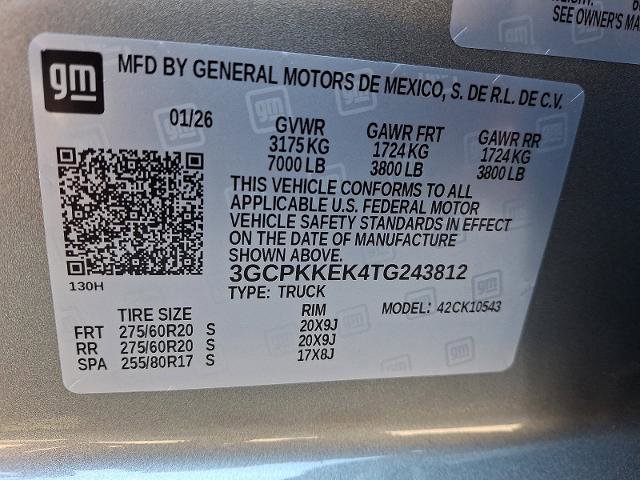 SEE OWNER'S MA
gm
MFD BY GENERAL MOTORS DE MEXICO, S. DE R.L. DE C.V.
01/26 GVWR GAWR FRT GAWR RR
3175 KG 1724 KG 1724 KG
7000 LB 3800 LB 3800 LB
THIS VEHICLE CONFORMS TO ALL
APPLICABLE U.S. FEDERAL MOTOR
VEHICLE SAFETY STANDARDS IN EFFECT
ON THE DATE OF MANUFACTURE
SHOWN ABOVE.
3GCPKKEK4TG243812
130H TYPE: TRUCK MODEL: 42CK10543
TIRE SIZE RIM
FRT 275/60R20 S 20X9J
RR 275/60R20 S 20X9J
SPA 255/80R17 S 17X8J